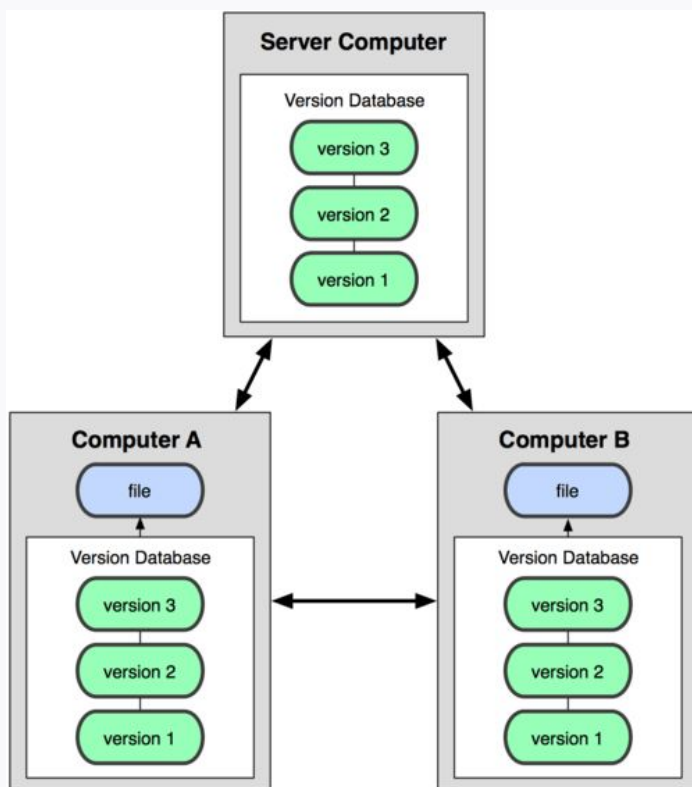 Server Computer
Version Database
version 3
version 2
version 1
Computer A
file
Version Database
version 3
version 2
version 1
Computer B
file
Version Database
version 3
version 2
version 1